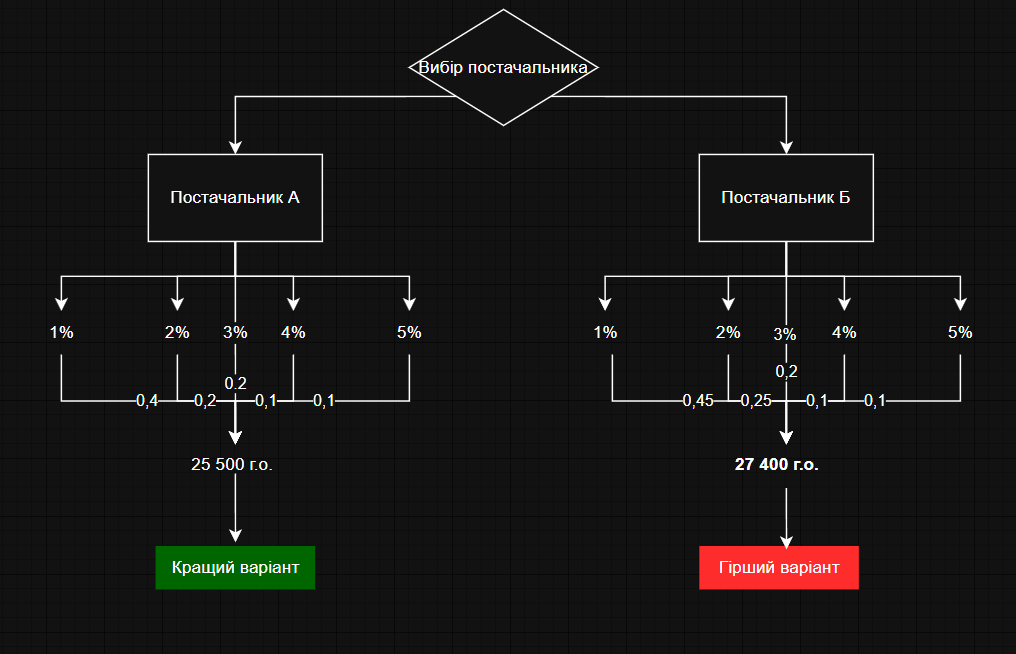 Вибір постачальника
Постачальник А
Постачальник Б
1%
2%
3%
4%
5%
1%
2%
3%
4%
5%
0.2
0,4
0,2
0,1
0,1
0,2
0,45
0,25
0,1
0,1
25 500 г.о.
27 400 г.о.
Кращий варіант
Гірший варіант